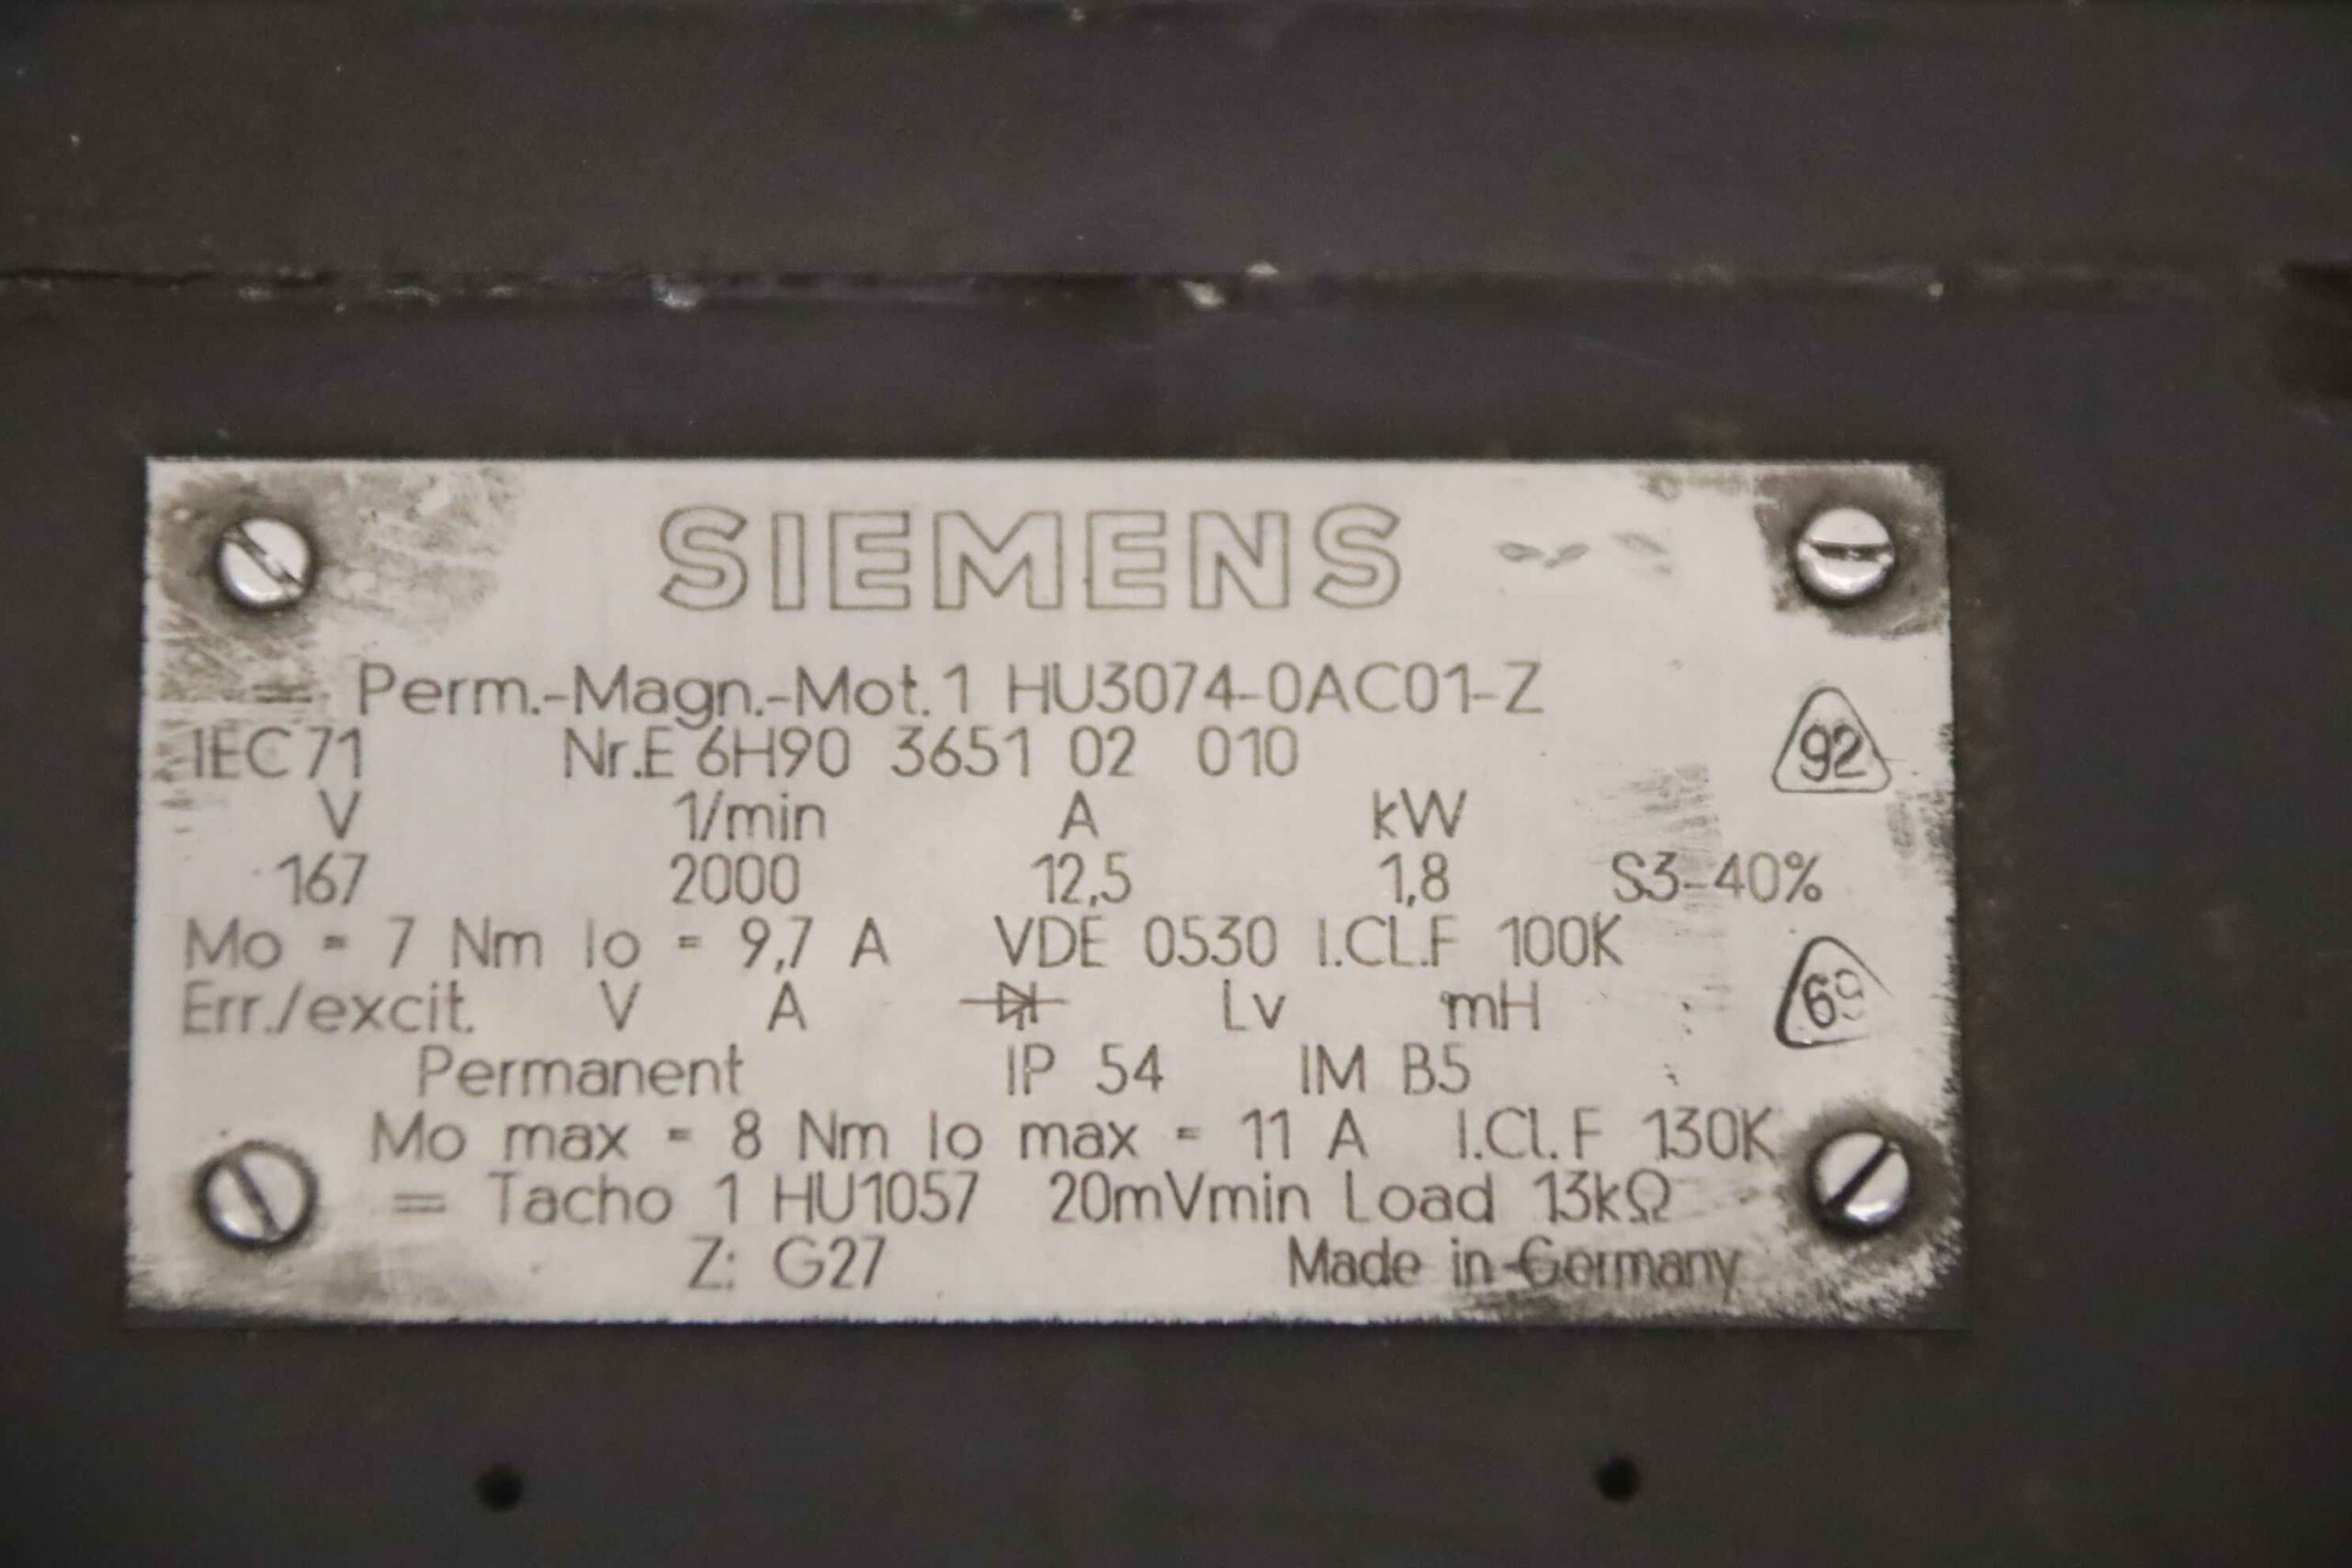 SIEMENS
= Perm.-Magn.-Mot. 1 HU3074-0AC01-Z
IEC 71 Nr.E 6H90 3651 02 010
92
V 1/min A kW
167 2000 12,5 1,8 S3-40%
Mo = 7 Nm Io = 9,7 A VDE 0530 I.CL.F 100K
69
Err./excit. V A Lv mH
Permanent IP 54 IM B5
Mo max = 8 Nm Io max = 11 A I.Cl.F 130K
= Tacho 1 HU1057 20mVmin Load 13kΩ
Z: G27 Made in Germany